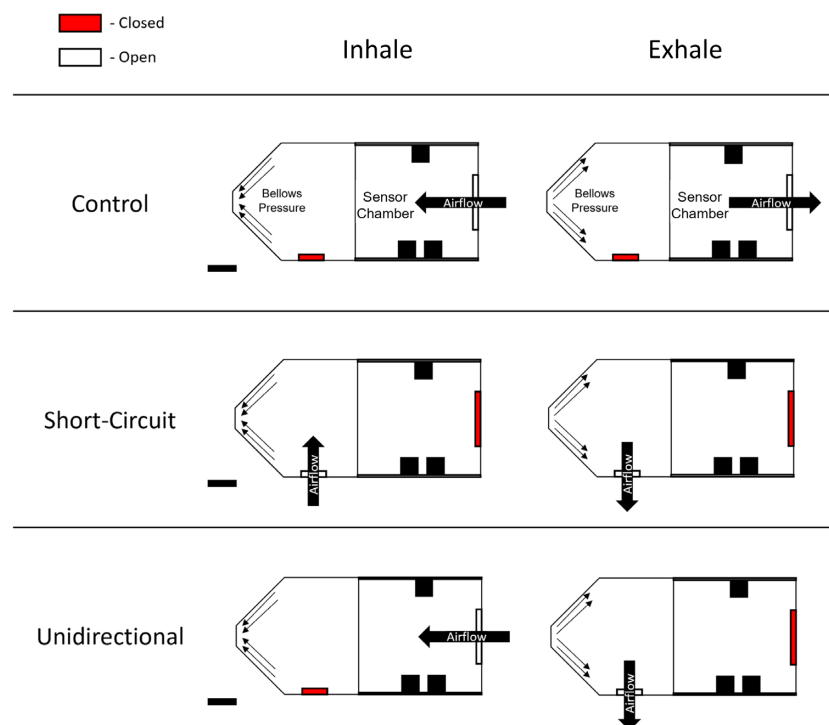 - Closed
- Open
Inhale
Exhale
Control
Bellows
Pressure
Sensor
Chamber
Airflow
Bellows
Pressure
Sensor
Chamber
Airflow
Short-Circuit
Airflow
Airflow
Unidirectional
Airflow
Airflow